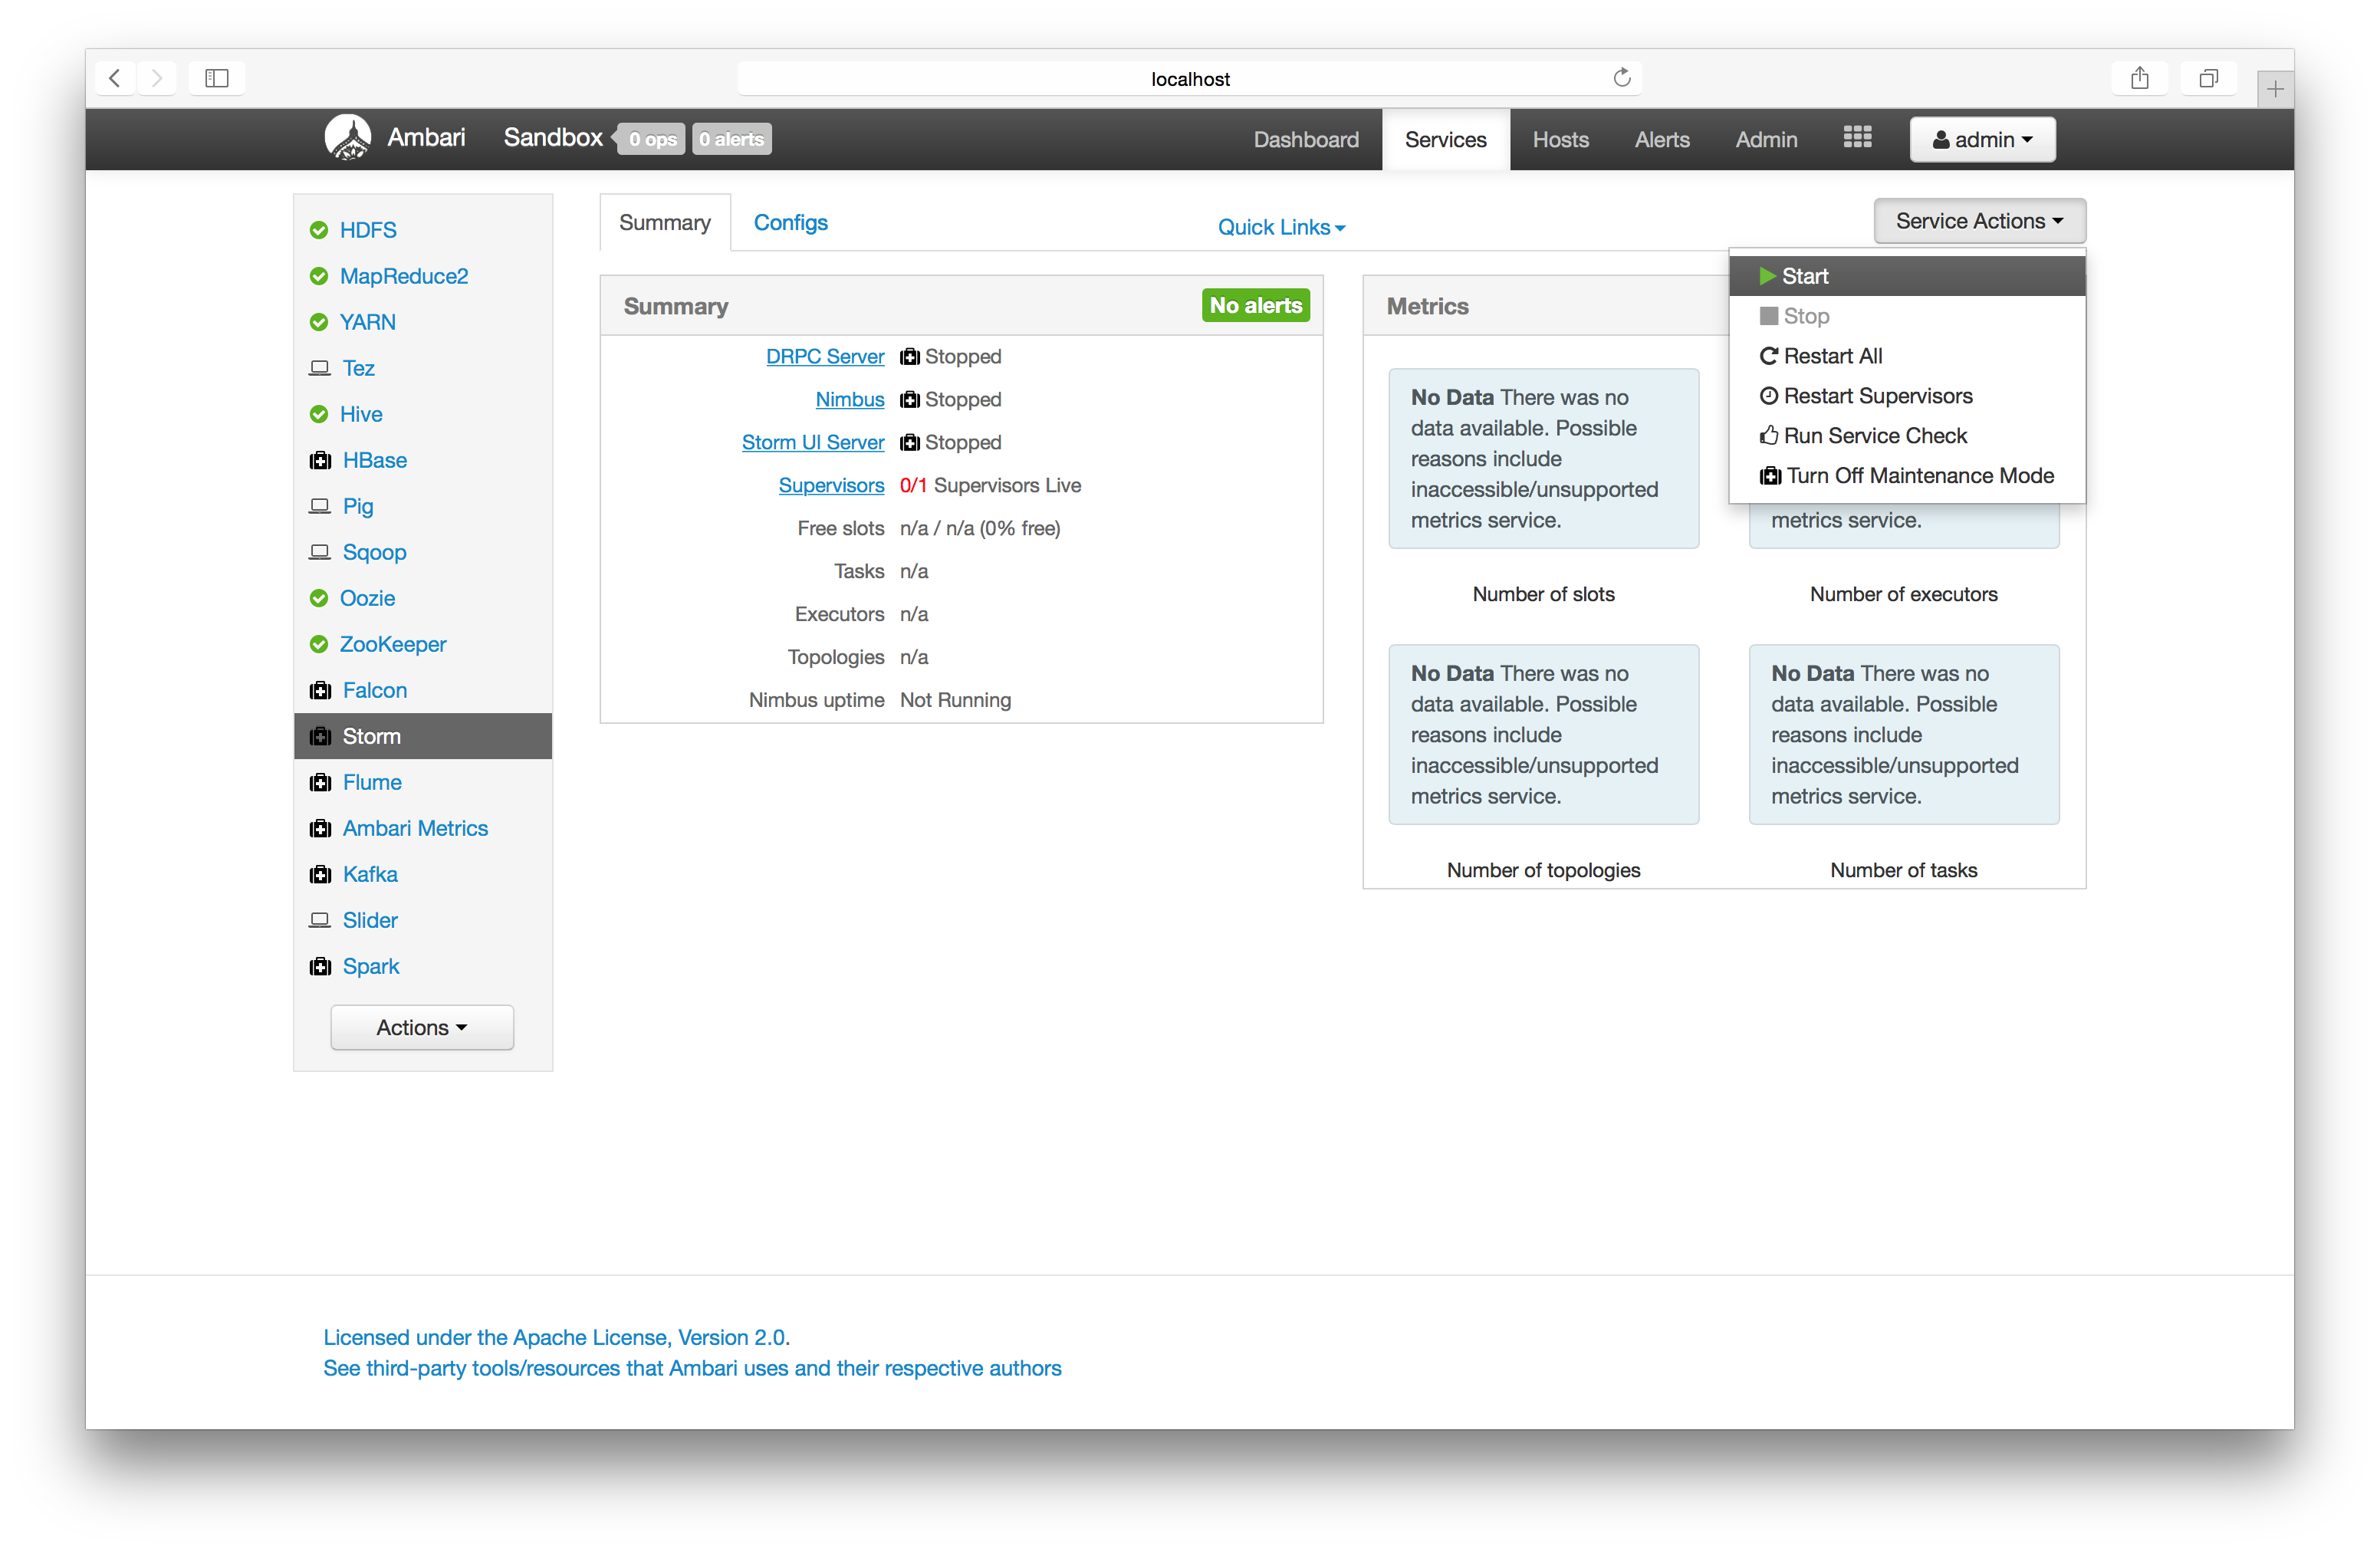 localhost
Ambari Sandbox 0 ops 0 alerts Dashboard Services Hosts Alerts Admin admin
HDFS
MapReduce2
YARN
Tez
Hive
HBase
Pig
Sqoop
Oozie
ZooKeeper
Falcon
Storm
Flume
Ambari Metrics
Kafka
Slider
Spark
Actions
Summary Configs Quick Links Service Actions
Start
Stop
Restart All
Restart Supervisors
Run Service Check
Turn Off Maintenance Mode
Summary No alerts
DRPC Server Stopped
Nimbus Stopped
Storm UI Server Stopped
Supervisors 0/1 Supervisors Live
Free slots n/a / n/a (0% free)
Tasks n/a
Executors n/a
Topologies n/a
Nimbus uptime Not Running
Metrics
No Data There was no
data available. Possible
reasons include
inaccessible/unsupported
metrics service.
Number of slots
metrics service.
Number of executors
No Data There was no
data available. Possible
reasons include
inaccessible/unsupported
metrics service.
Number of topologies
No Data There was no
data available. Possible
reasons include
inaccessible/unsupported
metrics service.
Number of tasks
Licensed under the Apache License, Version 2.0.
See third-party tools/resources that Ambari uses and their respective authors